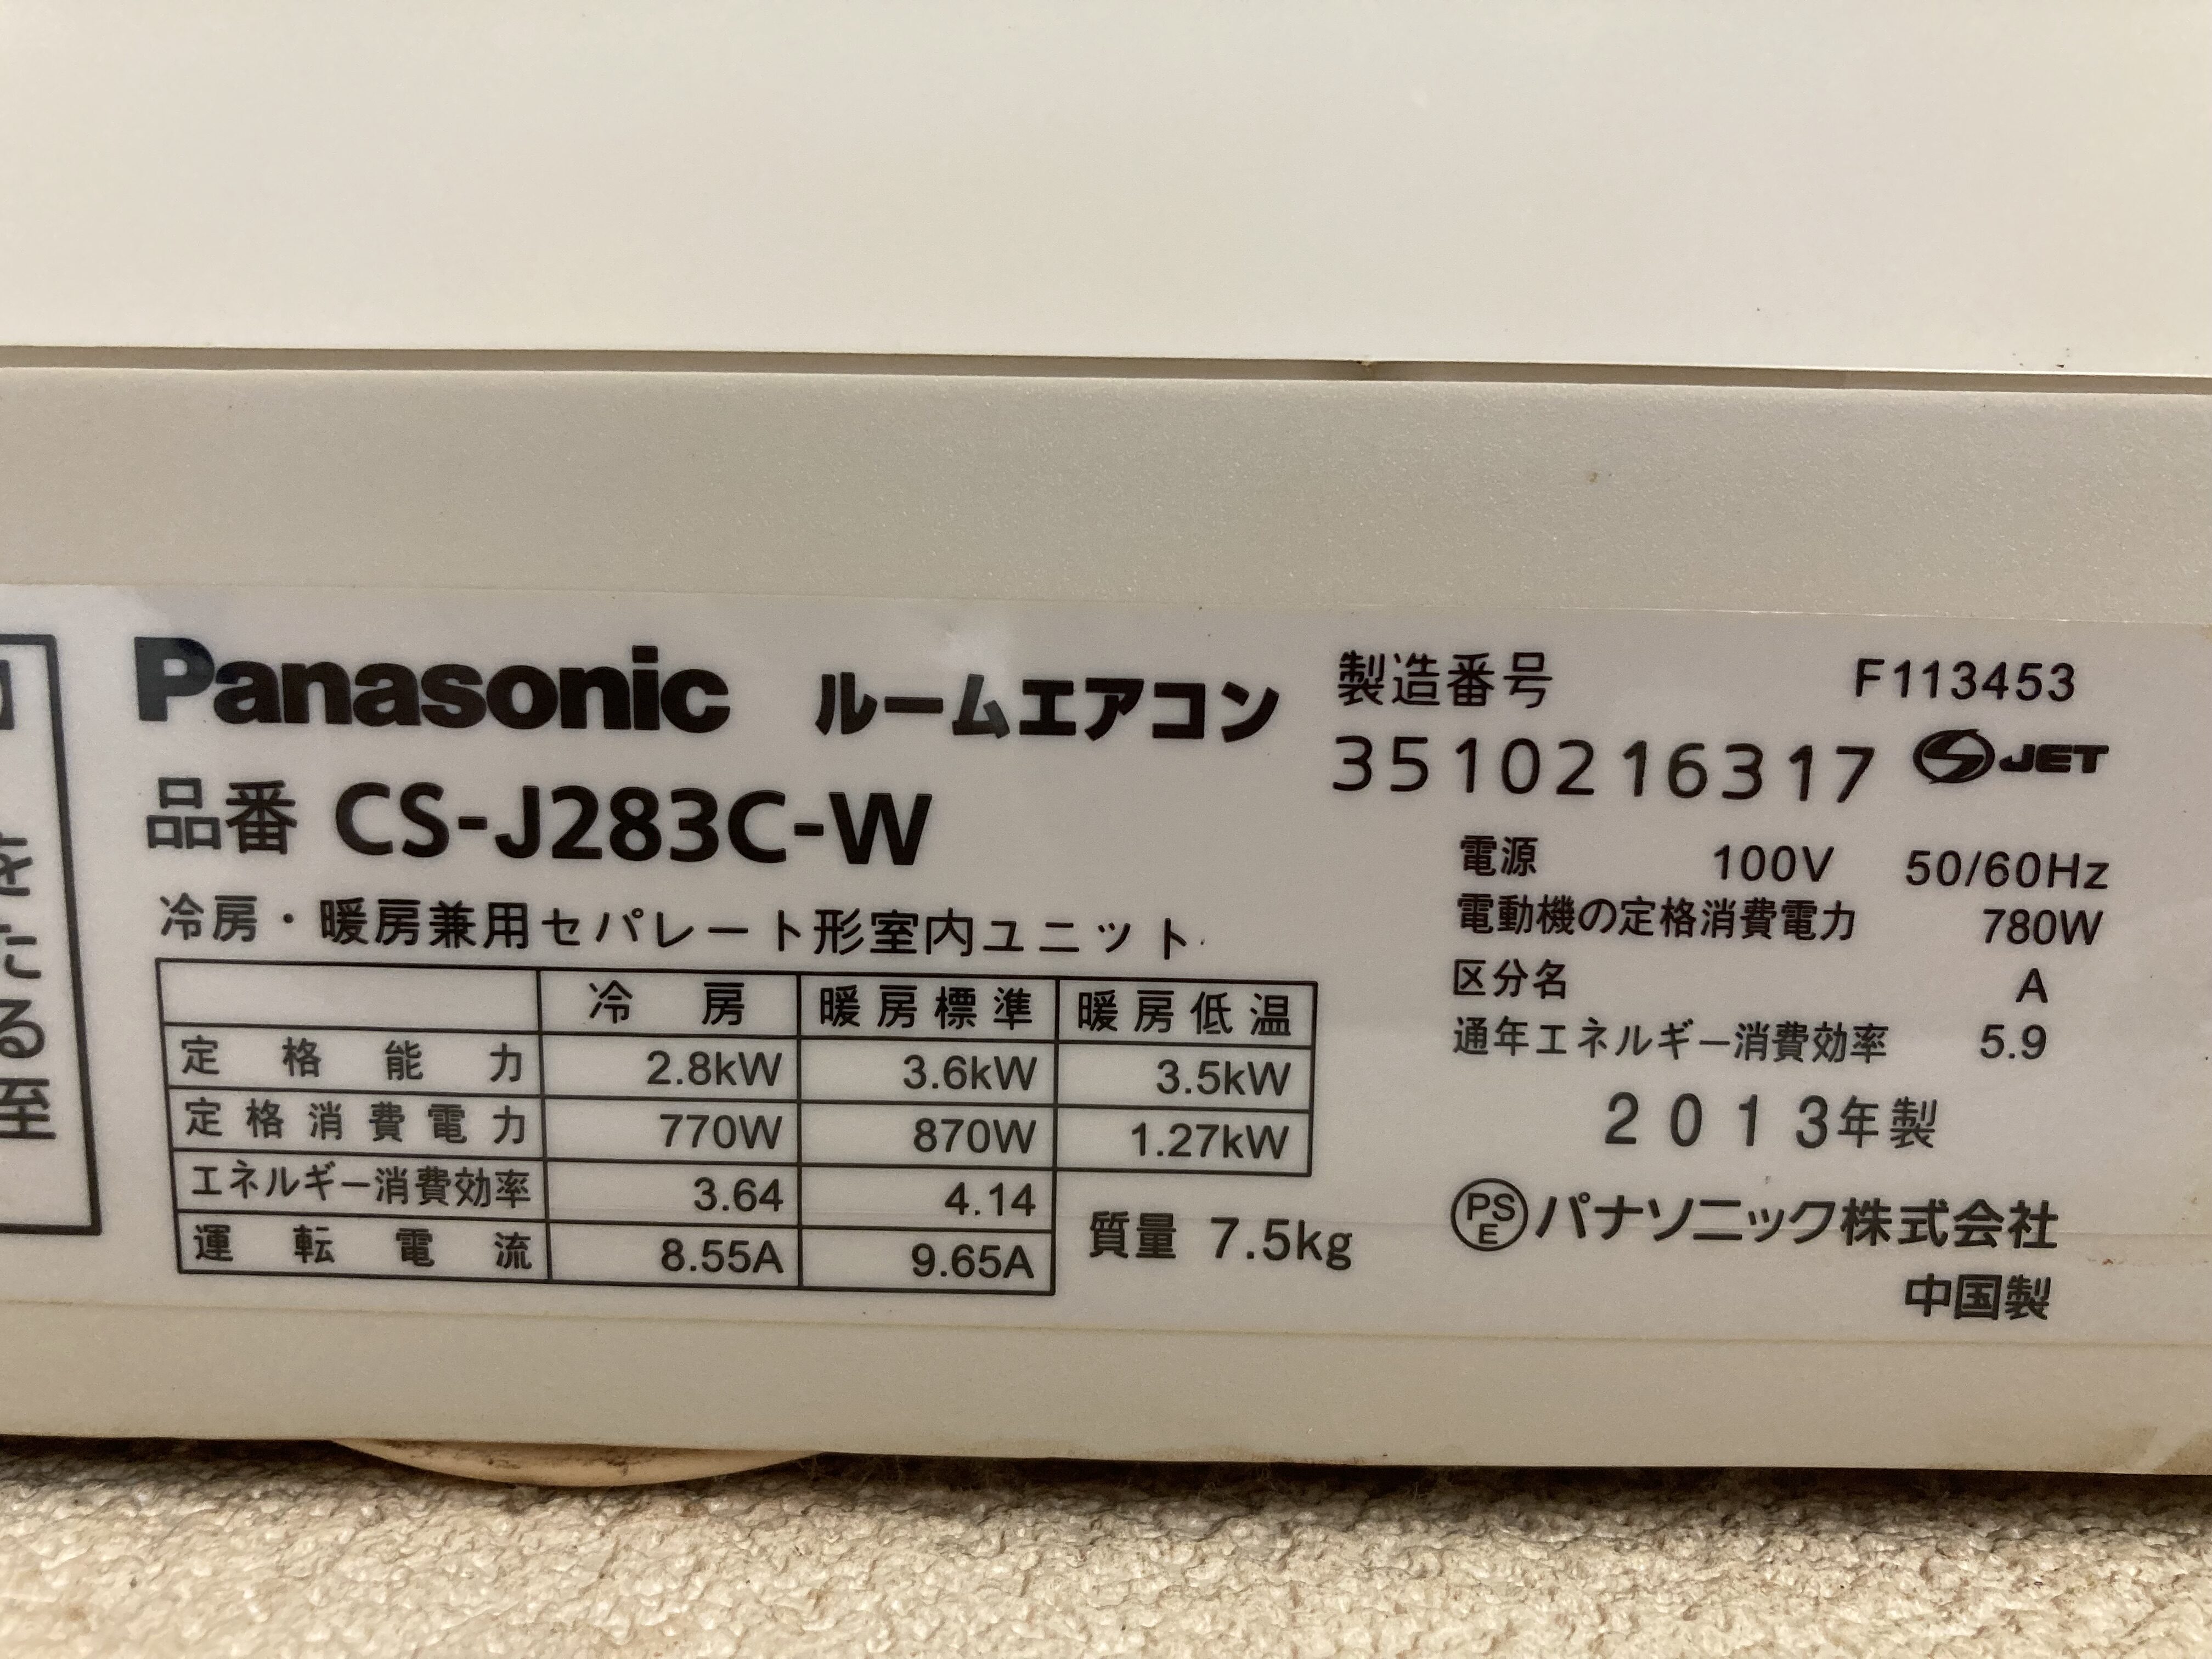 Panasonic ルームエアコン
品番 CS-J283C-W
冷房・暖房兼用セパレート形室内ユニット
冷房 暖房標準 暖房低温
定格能力 2.8kW 3.6kW 3.5kW
定格消費電力 770W 870W 1.27kW
エネルギー消費効率 3.64 4.14
運転電流 8.55A 9.65A
質量 7.5kg
製造番号 F113453
3510216317 JET
電源 100V 50/60Hz
電動機の定格消費電力 780W
区分名 A
通年エネルギー消費効率 5.9
2013年製
PSE パナソニック株式会社
中国製
を
た
る
至